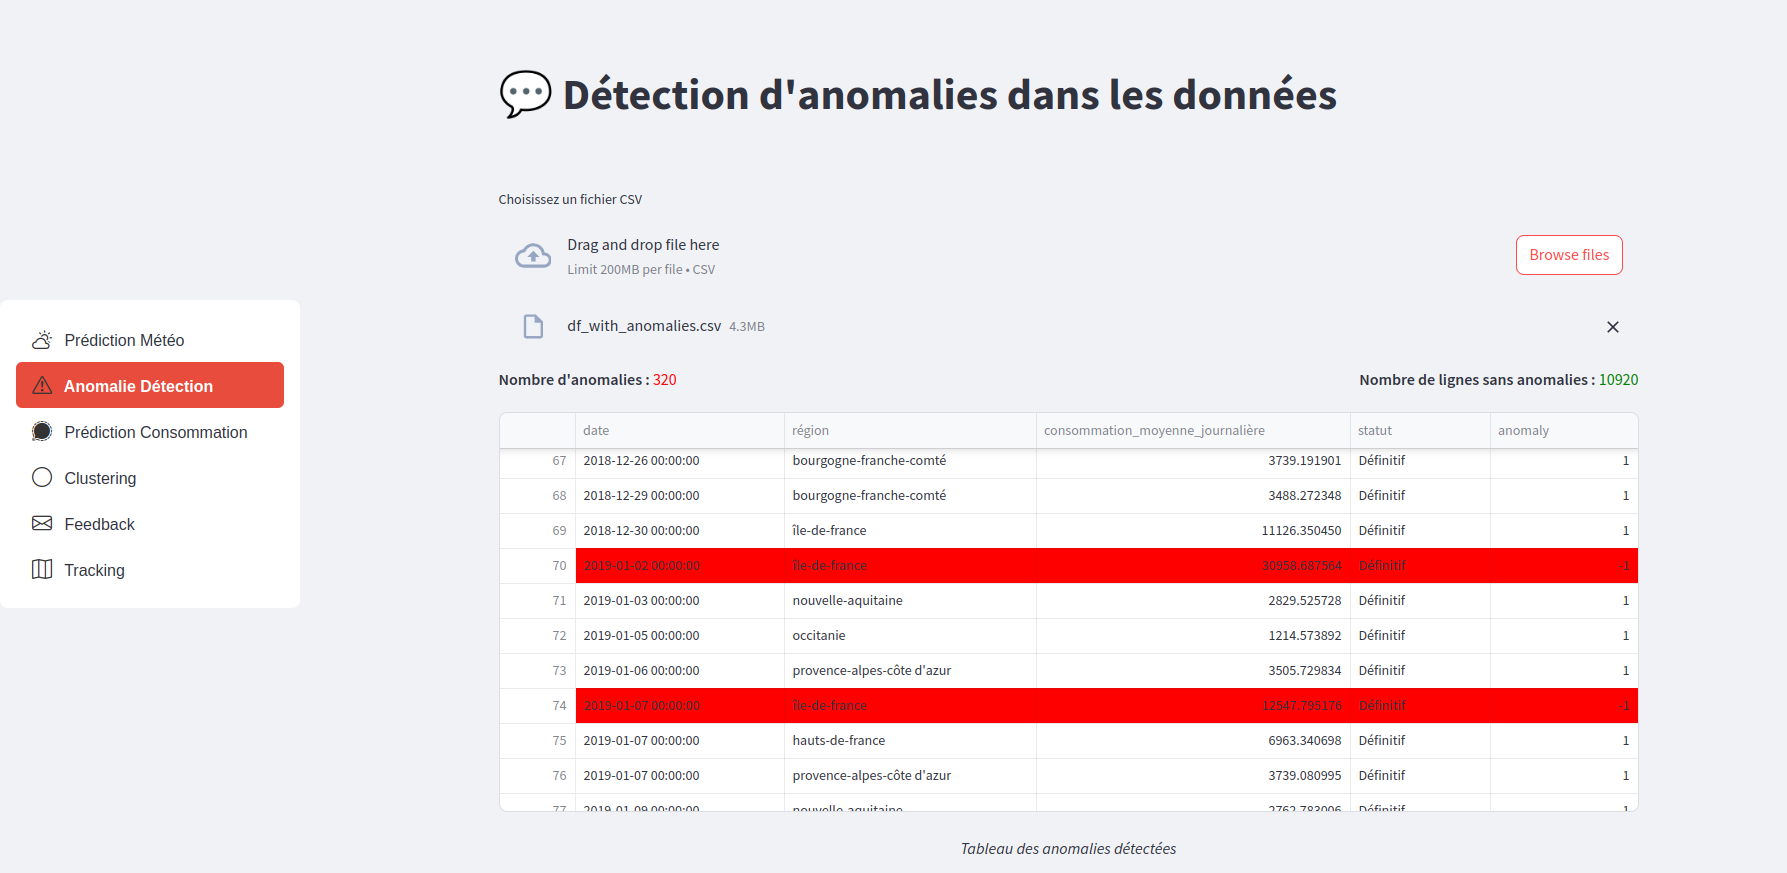 Détection d'anomalies dans les données
Choisissez un fichier CSV
Drag and drop file here
Limit 200MB per file • CSV
Browse files
df_with_anomalies.csv 4.3MB
Prédiction Météo
Anomalie Détection
Prédiction Consommation
Clustering
Feedback
Tracking
Nombre d'anomalies : 320
Nombre de lignes sans anomalies : 10920
date région consommation_moyenne_journalière statut anomaly
67 2018-12-26 00:00:00 bourgogne-franche-comté 3739.191901 Définitif 1
68 2018-12-29 00:00:00 bourgogne-franche-comté 3488.272348 Définitif 1
69 2018-12-30 00:00:00 île-de-france 11126.350450 Définitif 1
70 2019-01-02 00:00:00 île-de-france 30958.687564 Définitif -1
71 2019-01-03 00:00:00 nouvelle-aquitaine 2829.525728 Définitif 1
72 2019-01-05 00:00:00 occitanie 1214.573892 Définitif 1
73 2019-01-06 00:00:00 provence-alpes-côte d'azur 3505.729834 Définitif 1
74 2019-01-07 00:00:00 île-de-france 12547.795176 Définitif -1
75 2019-01-07 00:00:00 hauts-de-france 6963.340698 Définitif 1
76 2019-01-07 00:00:00 provence-alpes-côte d'azur 3739.080995 Définitif 1
77 2019-01-09 00:00:00 nouvelle-aquitaine 2762.783006 Définitif 1
Tableau des anomalies détectées